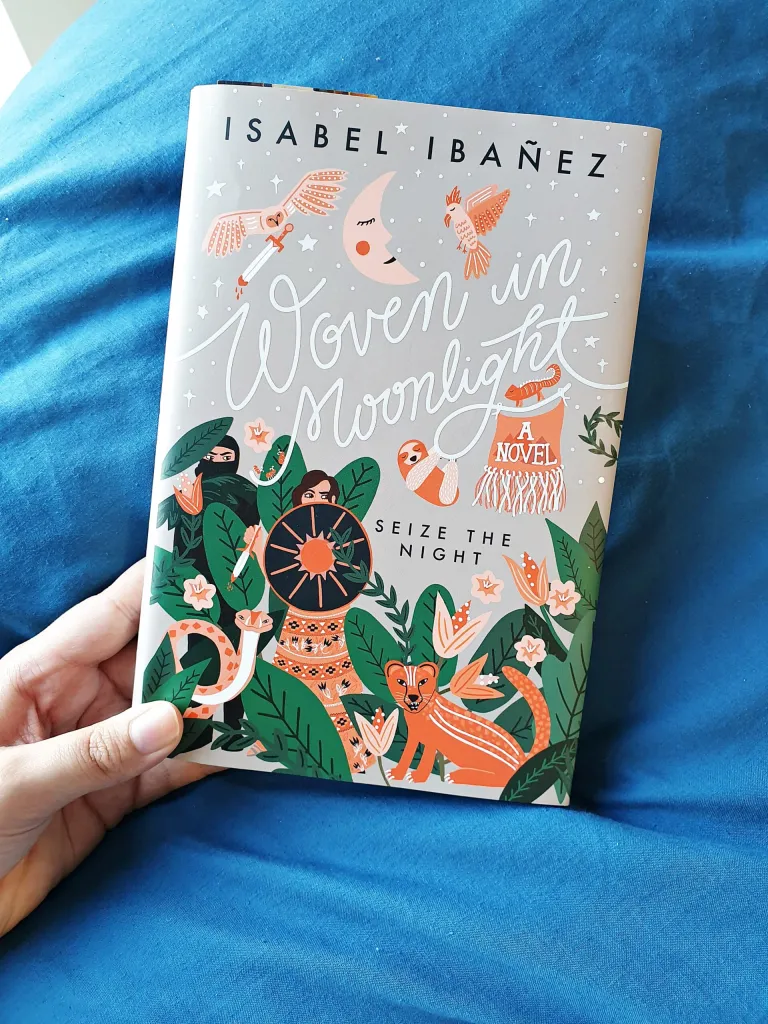 ISABEL IBAÑEZ
Woven in
Moonlight
A
NOVEL
SEIZE THE
NIGHT